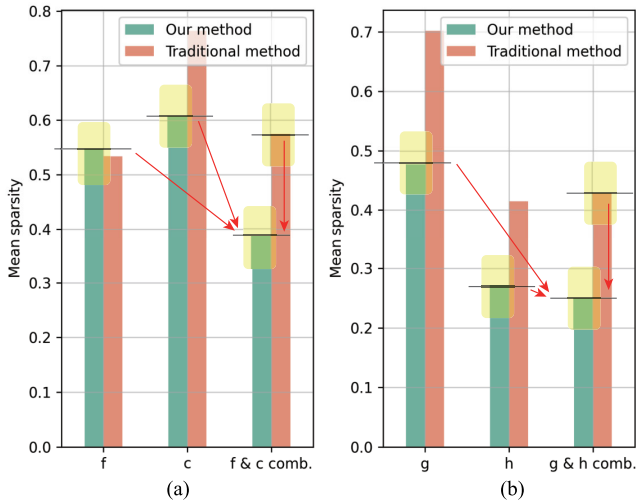 Our method
Traditional method
Mean sparsity
0.8
0.7
0.6
0.5
0.4
0.3
0.2
0.1
0.0
f
c
f & c comb.
(a)
Our method
Traditional method
Mean sparsity
0.7
0.6
0.5
0.4
0.3
0.2
0.1
0.0
g
h
g & h comb.
(b)